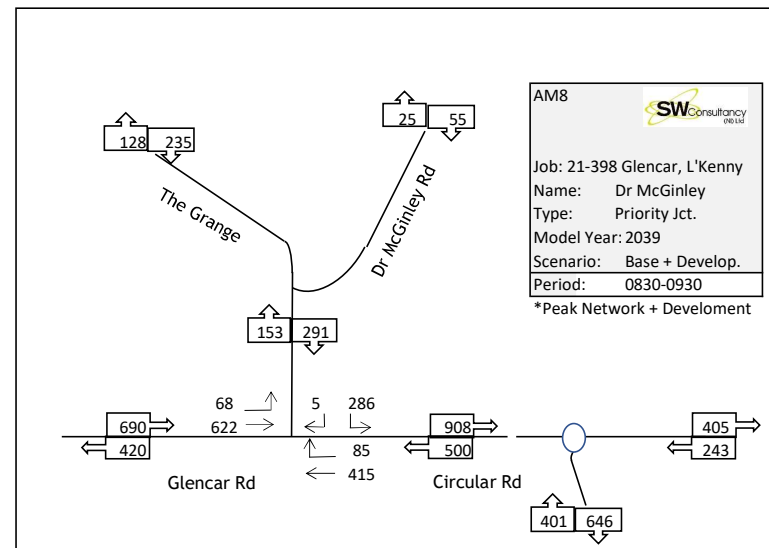 AM8
SW Consultancy
(NI) Ltd
Job: 21-398 Glencar, L'Kenny
Name: Dr McGinley
Type: Priority Jct.
Model Year: 2039
Scenario: Base + Develop.
Period: 0830-0930
*Peak Network + Develoment
128 235
25 55
The Grange
Dr McGinley Rd
153 291
68 5 286
690 622 908 405
420 85 500 243
415
Glencar Rd
Circular Rd
401 646